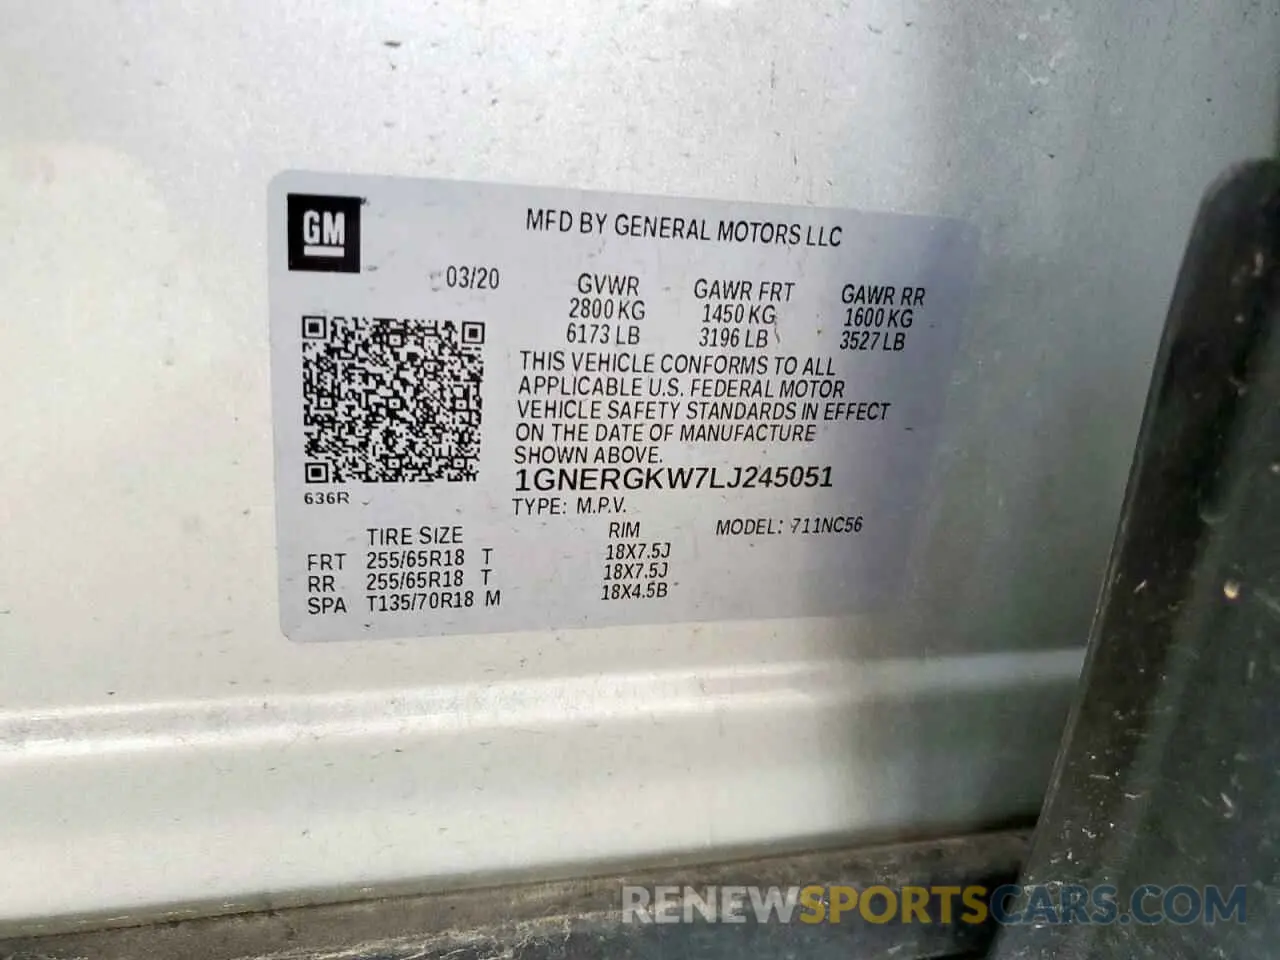 GM
MFD BY GENERAL MOTORS LLC
03/20
GVWR GAWR FRT GAWR RR
2800 KG 1450 KG 1600 KG
6173 LB 3196 LB 3527 LB
THIS VEHICLE CONFORMS TO ALL
APPLICABLE U.S. FEDERAL MOTOR
VEHICLE SAFETY STANDARDS IN EFFECT
ON THE DATE OF MANUFACTURE
SHOWN ABOVE.
1GNERGKW7LJ245051
636R
TYPE: M.P.V.
TIRE SIZE RIM MODEL: 711NC56
FRT 255/65R18 T 18X7.5J
RR 255/65R18 T 18X7.5J
SPA T135/70R18 M 18X4.5B
RENEWSPORTSCARS.COM